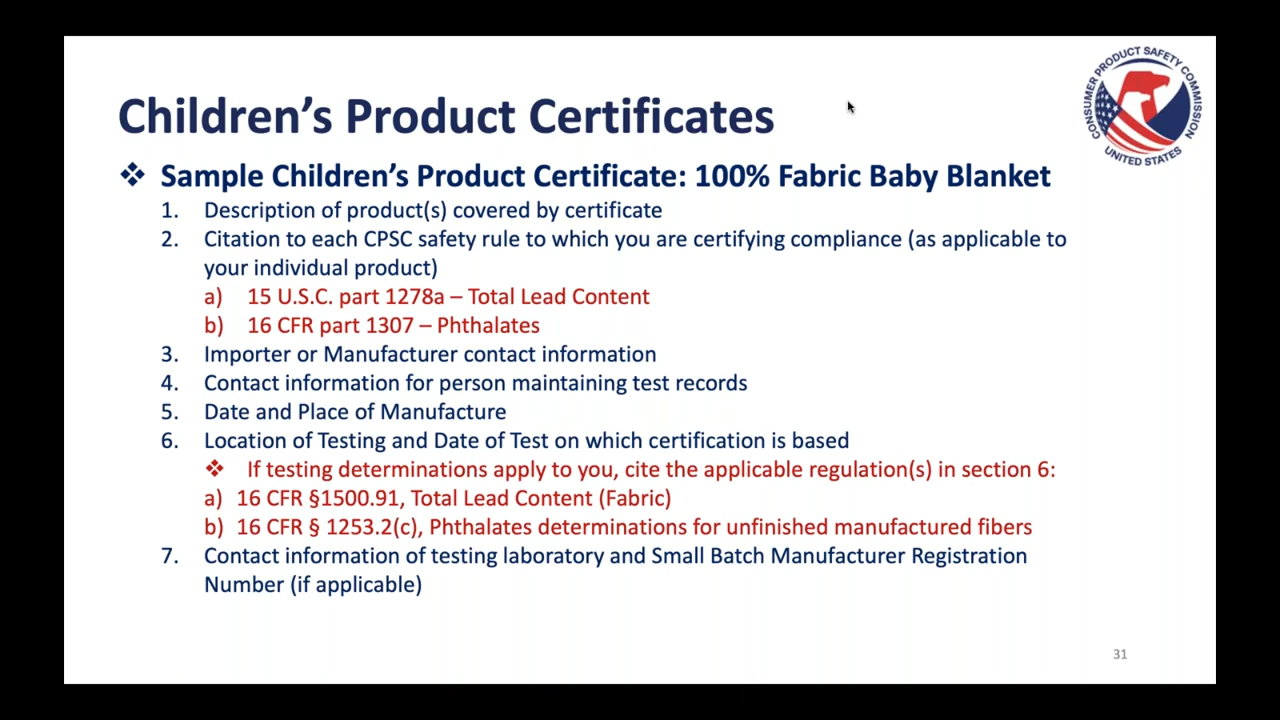 Children's Product Certificates
CONSUMER PRODUCT SAFETY COMMISSION
UNITED STATES
❖ Sample Children's Product Certificate: 100% Fabric Baby Blanket
1. Description of product(s) covered by certificate
2. Citation to each CPSC safety rule to which you are certifying compliance (as applicable to
your individual product)
a) 15 U.S.C. part 1278a – Total Lead Content
b) 16 CFR part 1307 – Phthalates
3. Importer or Manufacturer contact information
4. Contact information for person maintaining test records
5. Date and Place of Manufacture
6. Location of Testing and Date of Test on which certification is based
❖ If testing determinations apply to you, cite the applicable regulation(s) in section 6:
a) 16 CFR §1500.91, Total Lead Content (Fabric)
b) 16 CFR § 1253.2(c), Phthalates determinations for unfinished manufactured fibers
7. Contact information of testing laboratory and Small Batch Manufacturer Registration
Number (if applicable)
31